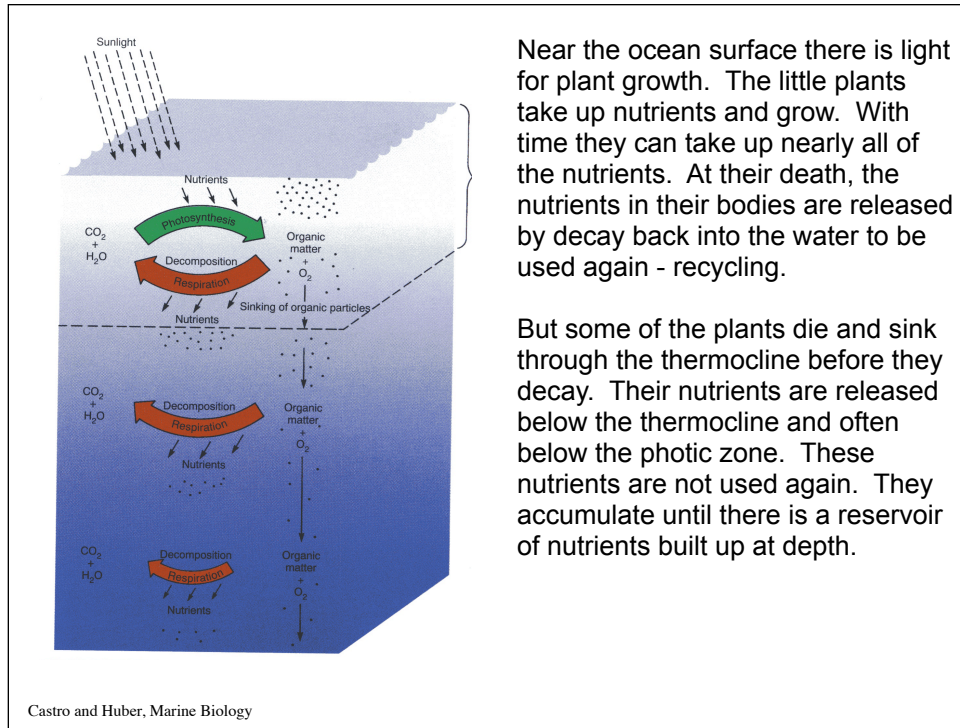 Sunlight
Nutrients
Photosynthesis
CO2
+
H2O
Organic
matter
+
O2
Decomposition
Respiration
Sinking of organic particles
Nutrients
CO2
+
H2O
Decomposition
Respiration
Organic
matter
+
O2
Nutrients
CO2
+
H2O
Decomposition
Respiration
Organic
matter
+
O2
Nutrients
Near the ocean surface there is light
for plant growth.  The little plants
take up nutrients and grow.  With
time they can take up nearly all of
the nutrients.  At their death, the
nutrients in their bodies are released
by decay back into the water to be
used again - recycling.
But some of the plants die and sink
through the thermocline before they
decay.  Their nutrients are released
below the thermocline and often
below the photic zone.  These
nutrients are not used again.  They
accumulate until there is a reservoir
of nutrients built up at depth.
Castro and Huber, Marine Biology